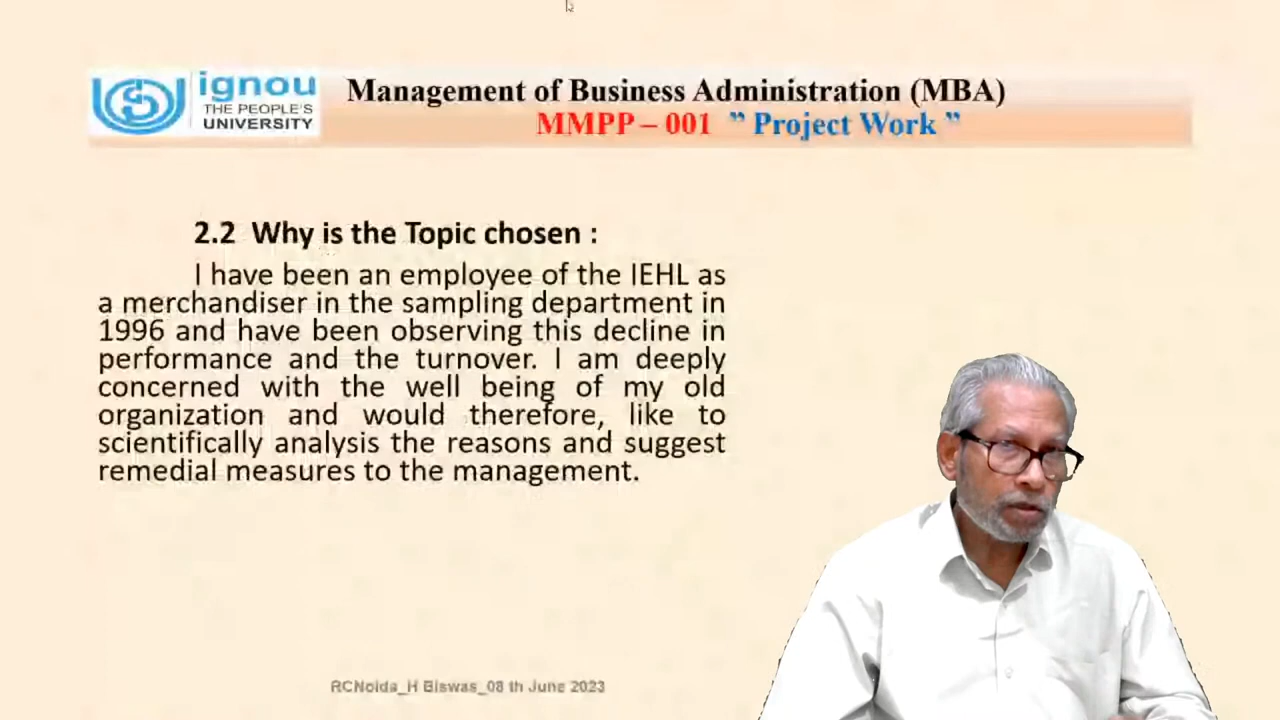 ignou
THE PEOPLE'S
UNIVERSITY
Management of Business Administration (MBA)
MMPP – 001 ” Project Work ”
2.2 Why is the Topic chosen :
I have been an employee of the IEHL as
a merchandiser in the sampling department in
1996 and have been observing this decline in
performance and the turnover. I am deeply
concerned with the well being of my old
organization and would therefore, like to
scientifically analysis the reasons and suggest
remedial measures to the management.
RCNoida_H Biswas_08 th June 2023